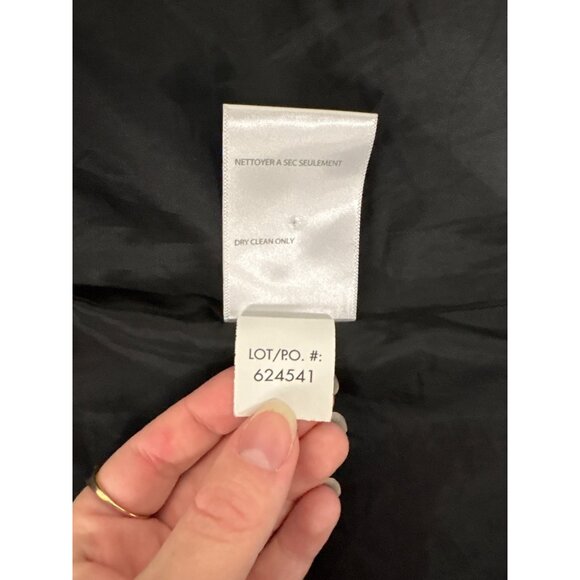 NETTOYER A SEC SEULEMENT
DRY CLEAN ONLY
LOT/P.O. #:
624541